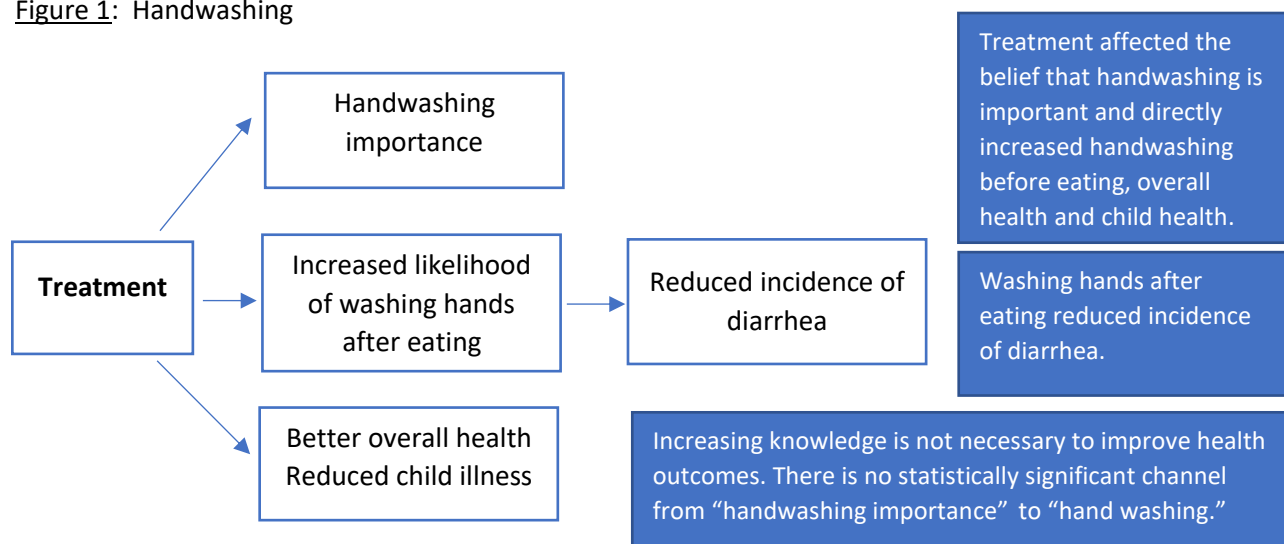 Figure 1:  Handwashing
Handwashing
importance
Treatment
Increased likelihood
of washing hands
after eating
Reduced incidence of
diarrhea
Better overall health
Reduced child illness
Treatment affected the
belief that handwashing is
important and directly
increased handwashing
before eating, overall
health and child health.
Washing hands after
eating reduced incidence
of diarrhea.
Increasing knowledge is not necessary to improve health
outcomes. There is no statistically significant channel
from “handwashing importance” to “hand washing.”